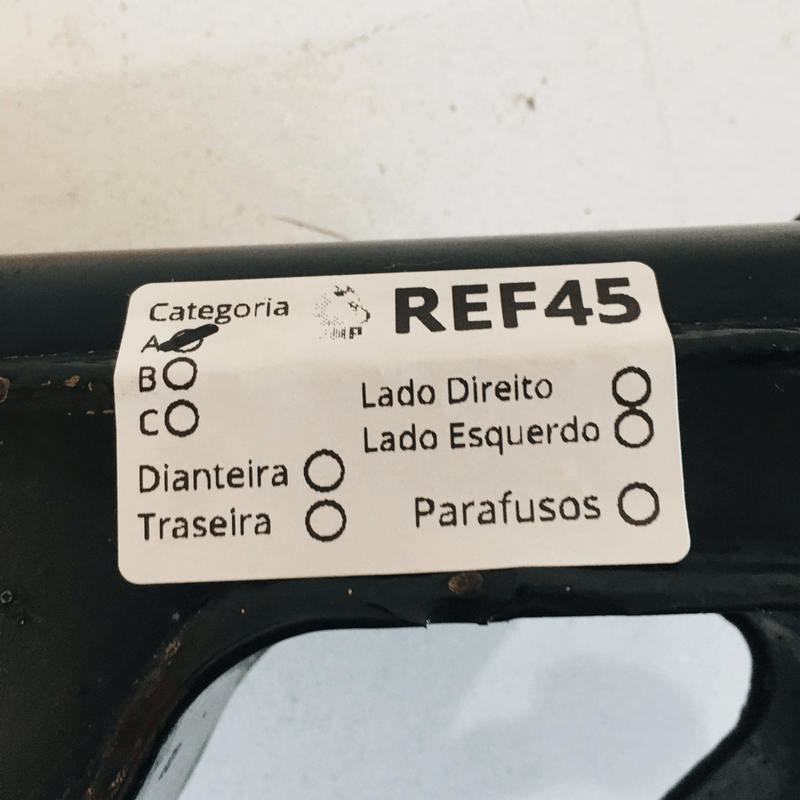 Categoria
REF45
A
B
C
Lado Direito
Lado Esquerdo
Dianteira
Traseira
Parafusos